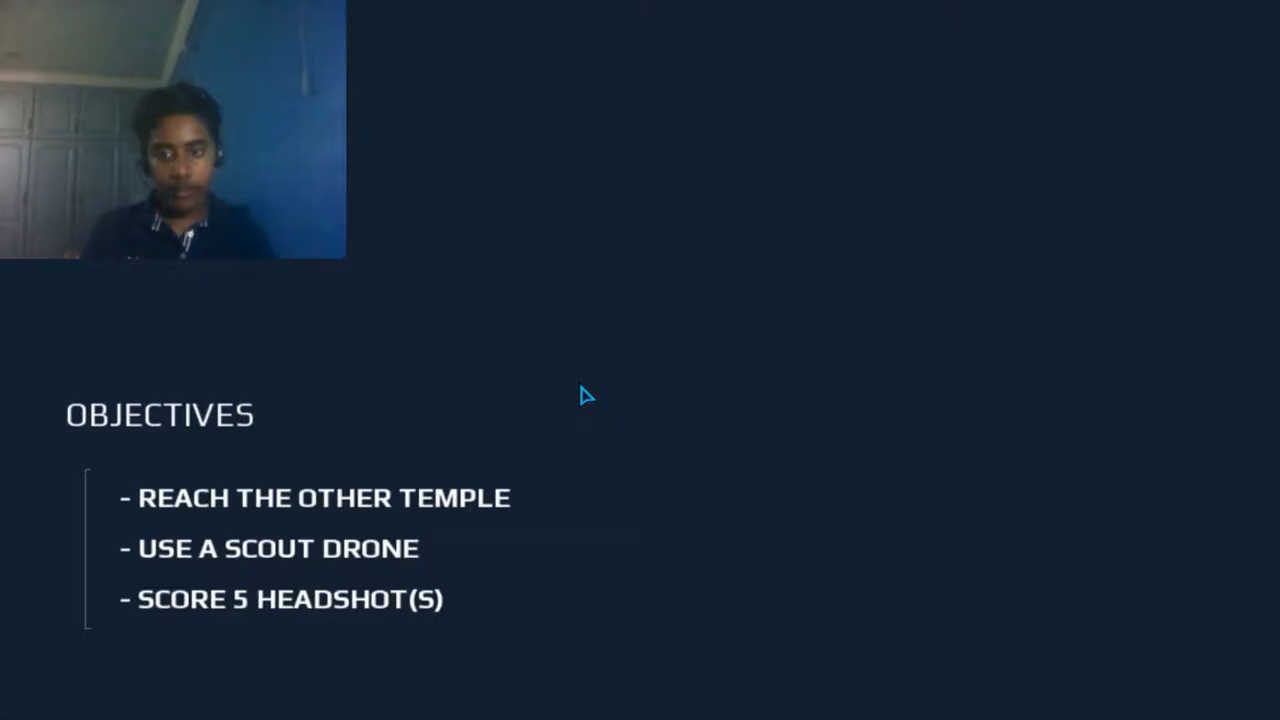 OBJECTIVES
- REACH THE OTHER TEMPLE
- USE A SCOUT DRONE
- SCORE 5 HEADSHOT(S)